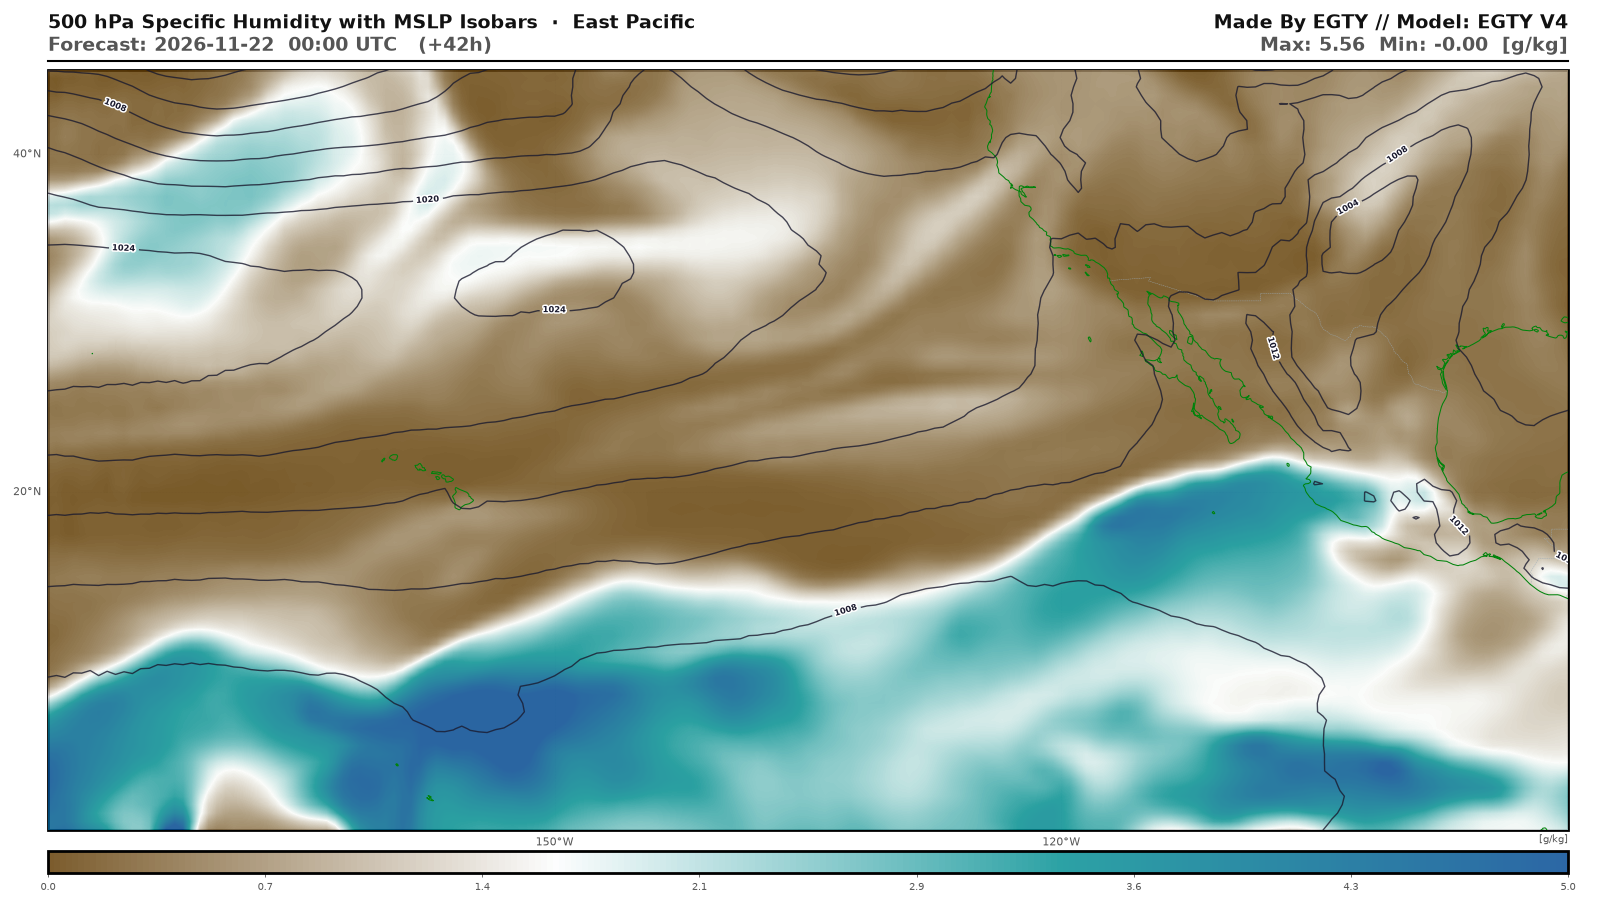 500 hPa Specific Humidity with MSLP Isobars · East Pacific
Made By EGTY // Model: EGTY V4
Forecast: 2026-11-22 00:00 UTC (+42h)
Max: 5.56 Min: -0.00 [g/kg]
1008
40°N
1008
1020
1004
1024
1024
1012
20°N
1012
10
1008
150°W
120°W
[g/kg]
0.0
0.7
1.4
2.1
2.9
3.6
4.3
5.0